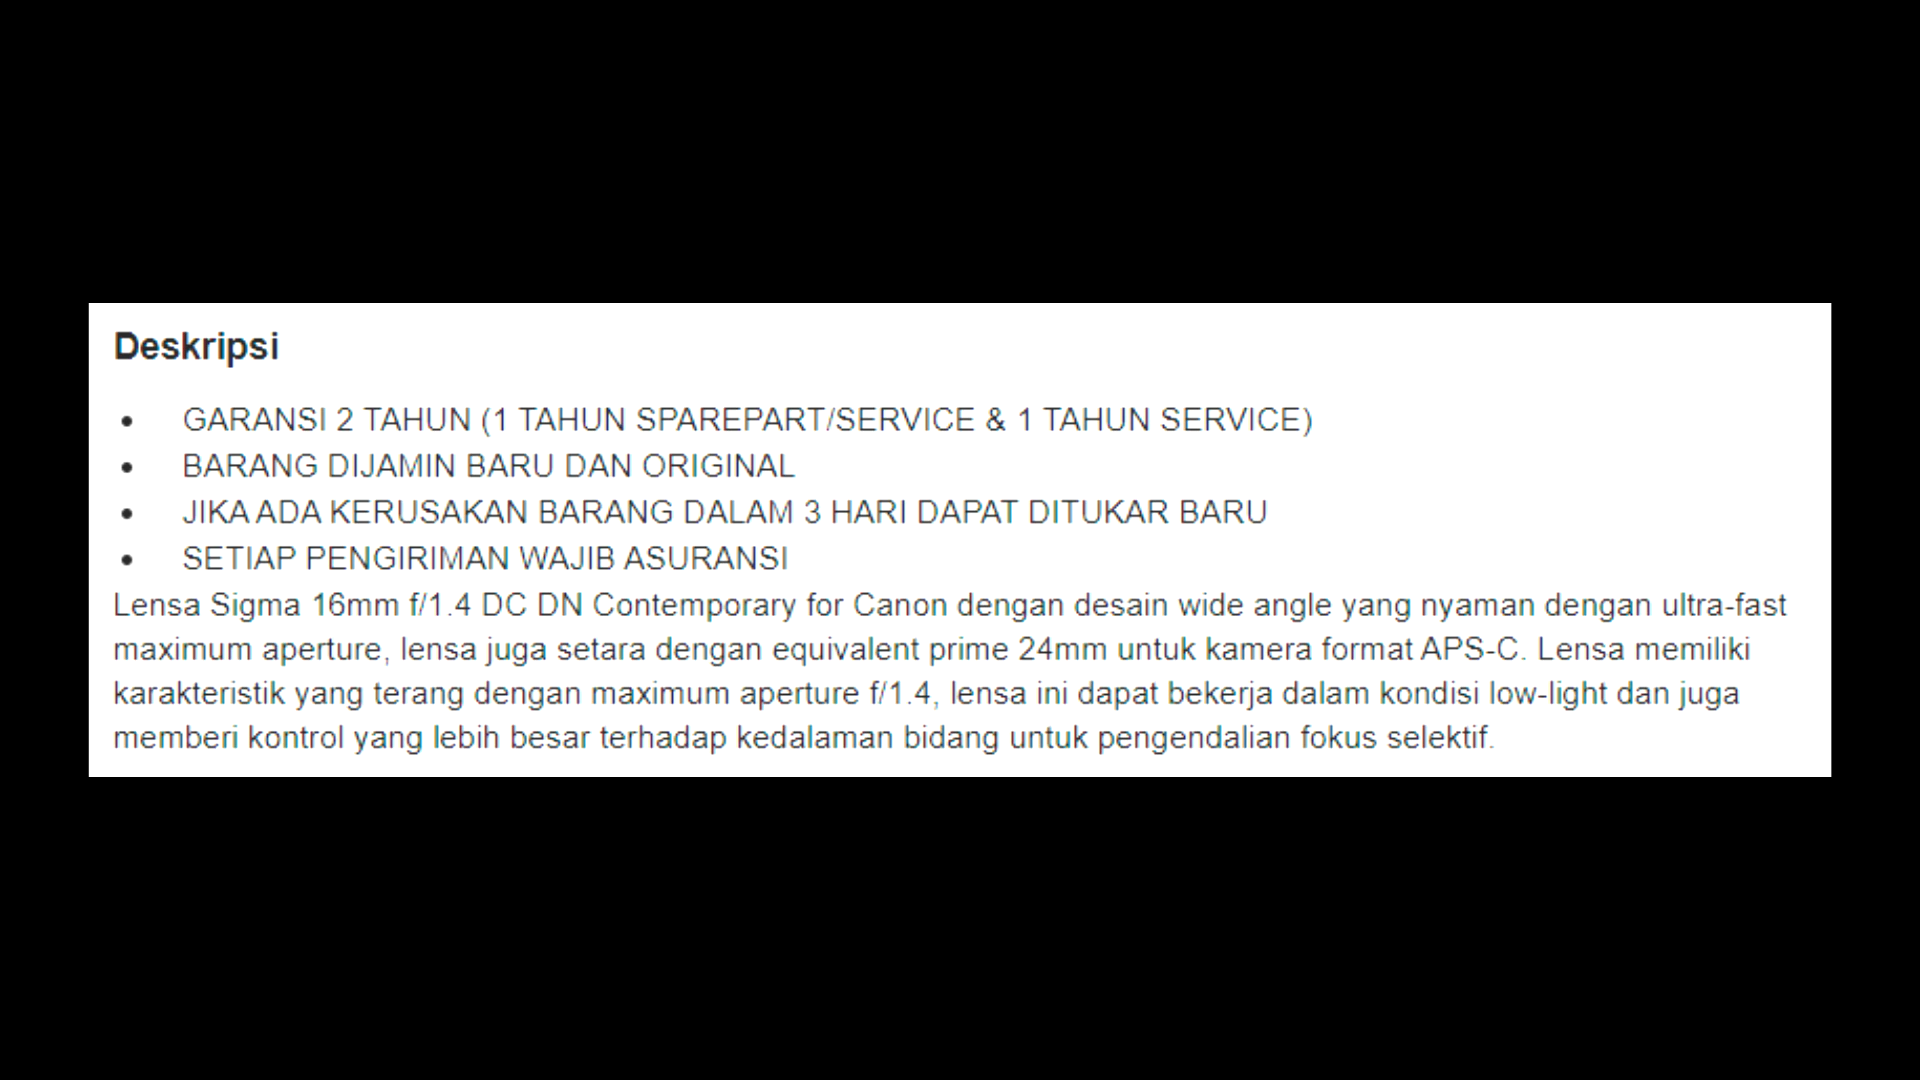 Deskripsi
• GARANSI 2 TAHUN (1 TAHUN SPAREPART/SERVICE & 1 TAHUN SERVICE)
• BARANG DIJAMIN BARU DAN ORIGINAL
• JIKA ADA KERUSAKAN BARANG DALAM 3 HARI DAPAT DITUKAR BARU
• SETIAP PENGIRIMAN WAJIB ASURANSI
Lensa Sigma 16mm f/1.4 DC DN Contemporary for Canon dengan desain wide angle yang nyaman dengan ultra-fast
maximum aperture, lensa juga setara dengan equivalent prime 24mm untuk kamera format APS-C. Lensa memiliki
karakteristik yang terang dengan maximum aperture f/1.4, lensa ini dapat bekerja dalam kondisi low-light dan juga
memberi kontrol yang lebih besar terhadap kedalaman bidang untuk pengendalian fokus selektif.